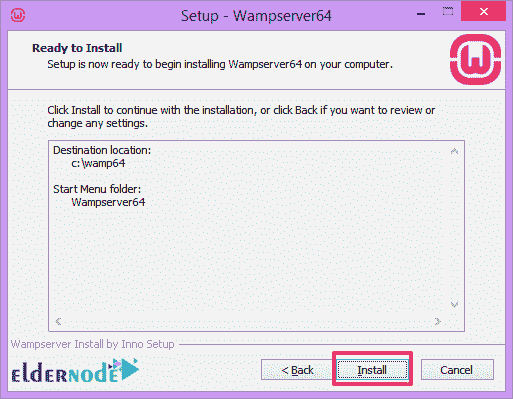 Setup - Wampserver64
Ready to Install
Setup is now ready to begin installing Wampserver64 on your computer.
Click Install to continue with the installation, or click Back if you want to review or
change any settings.
Destination location:
c:\wamp64
Start Menu folder:
Wampserver64
Wampserver Install by Inno Setup
elderNode
< Back
Install
Cancel